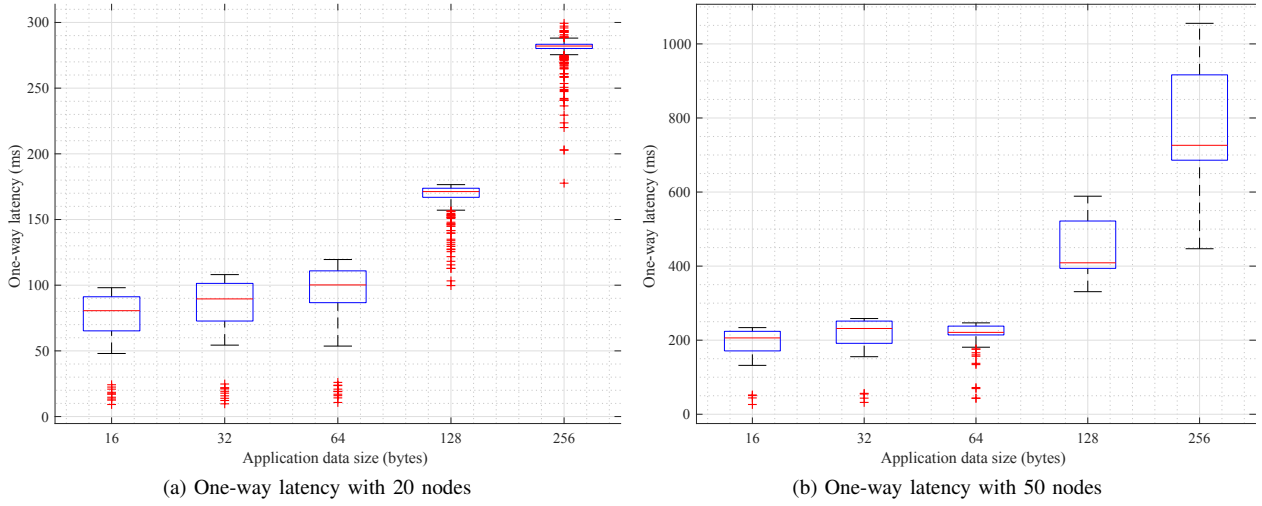 300
250
200
150
100
50
0
One-way latency (ms)
16 32 64 128 256
Application data size (bytes)
(a) One-way latency with 20 nodes
1000
800
600
400
200
0
One-way latency (ms)
16 32 64 128 256
Application data size (bytes)
(b) One-way latency with 50 nodes